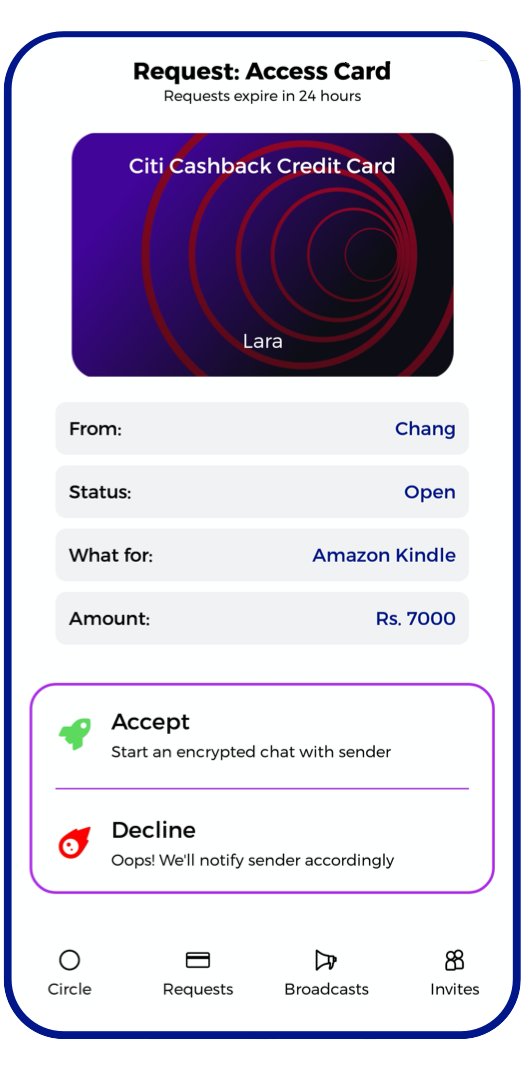 Request: Access Card
Requests expire in 24 hours
Citi Cashback Credit Card
Lara
From: Chang
Status: Open
What for: Amazon Kindle
Amount: Rs. 7000
Accept
Start an encrypted chat with sender
Decline
Oops! We'll notify sender accordingly
Circle Requests Broadcasts Invites